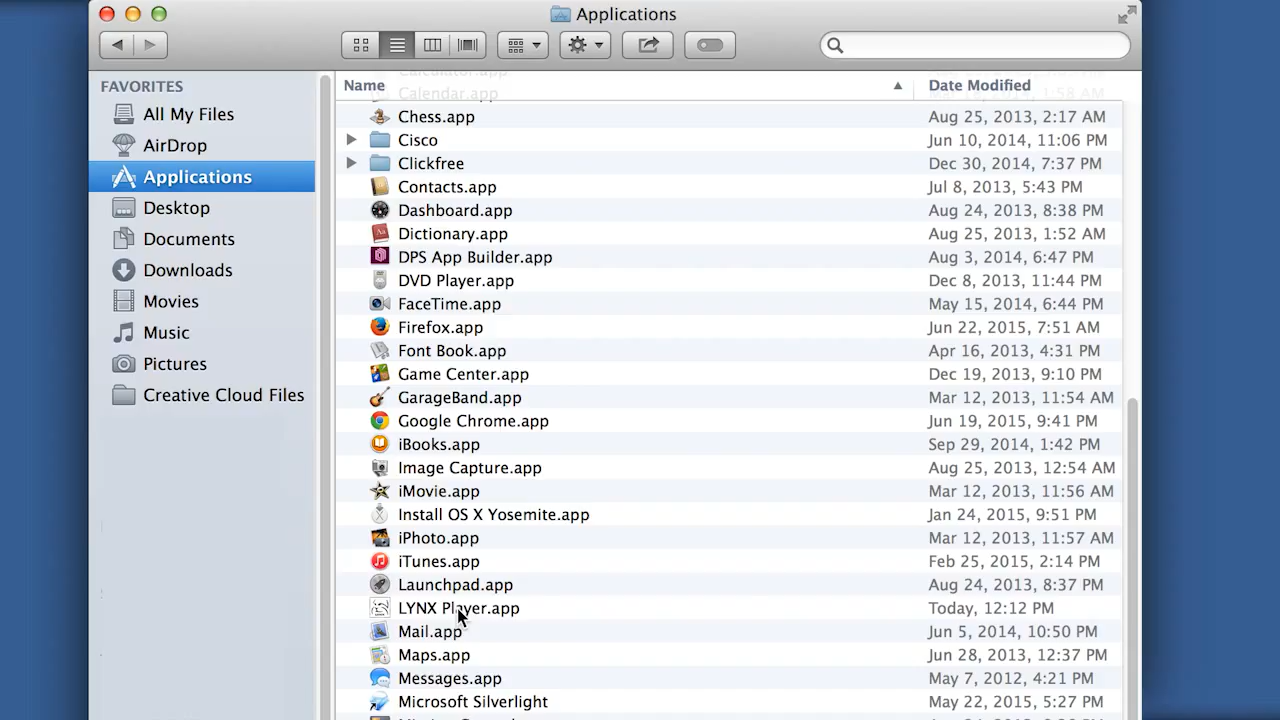 Applications
FAVORITES
All My Files
AirDrop
Applications
Desktop
Documents
Downloads
Movies
Music
Pictures
Creative Cloud Files
Name Date Modified
Calculator.app
Calendar.app 1:58 AM
Chess.app Aug 25, 2013, 2:17 AM
Cisco Jun 10, 2014, 11:06 PM
Clickfree Dec 30, 2014, 7:37 PM
Contacts.app Jul 8, 2013, 5:43 PM
Dashboard.app Aug 24, 2013, 8:38 PM
Dictionary.app Aug 25, 2013, 1:52 AM
DPS App Builder.app Aug 3, 2014, 6:47 PM
DVD Player.app Dec 8, 2013, 11:44 PM
FaceTime.app May 15, 2014, 6:44 PM
Firefox.app Jun 22, 2015, 7:51 AM
Font Book.app Apr 16, 2013, 4:31 PM
Game Center.app Dec 19, 2013, 9:10 PM
GarageBand.app Mar 12, 2013, 11:54 AM
Google Chrome.app Jun 19, 2015, 9:41 PM
iBooks.app Sep 29, 2014, 1:42 PM
Image Capture.app Aug 25, 2013, 12:54 AM
iMovie.app Mar 12, 2013, 11:56 AM
Install OS X Yosemite.app Jan 24, 2015, 9:51 PM
iPhoto.app Mar 12, 2013, 11:57 AM
iTunes.app Feb 25, 2015, 2:14 PM
Launchpad.app Aug 24, 2013, 8:37 PM
LYNX Player.app Today, 12:12 PM
Mail.app Jun 5, 2014, 10:50 PM
Maps.app Jun 28, 2013, 12:37 PM
Messages.app May 7, 2012, 4:21 PM
Microsoft Silverlight May 22, 2015, 5:27 PM